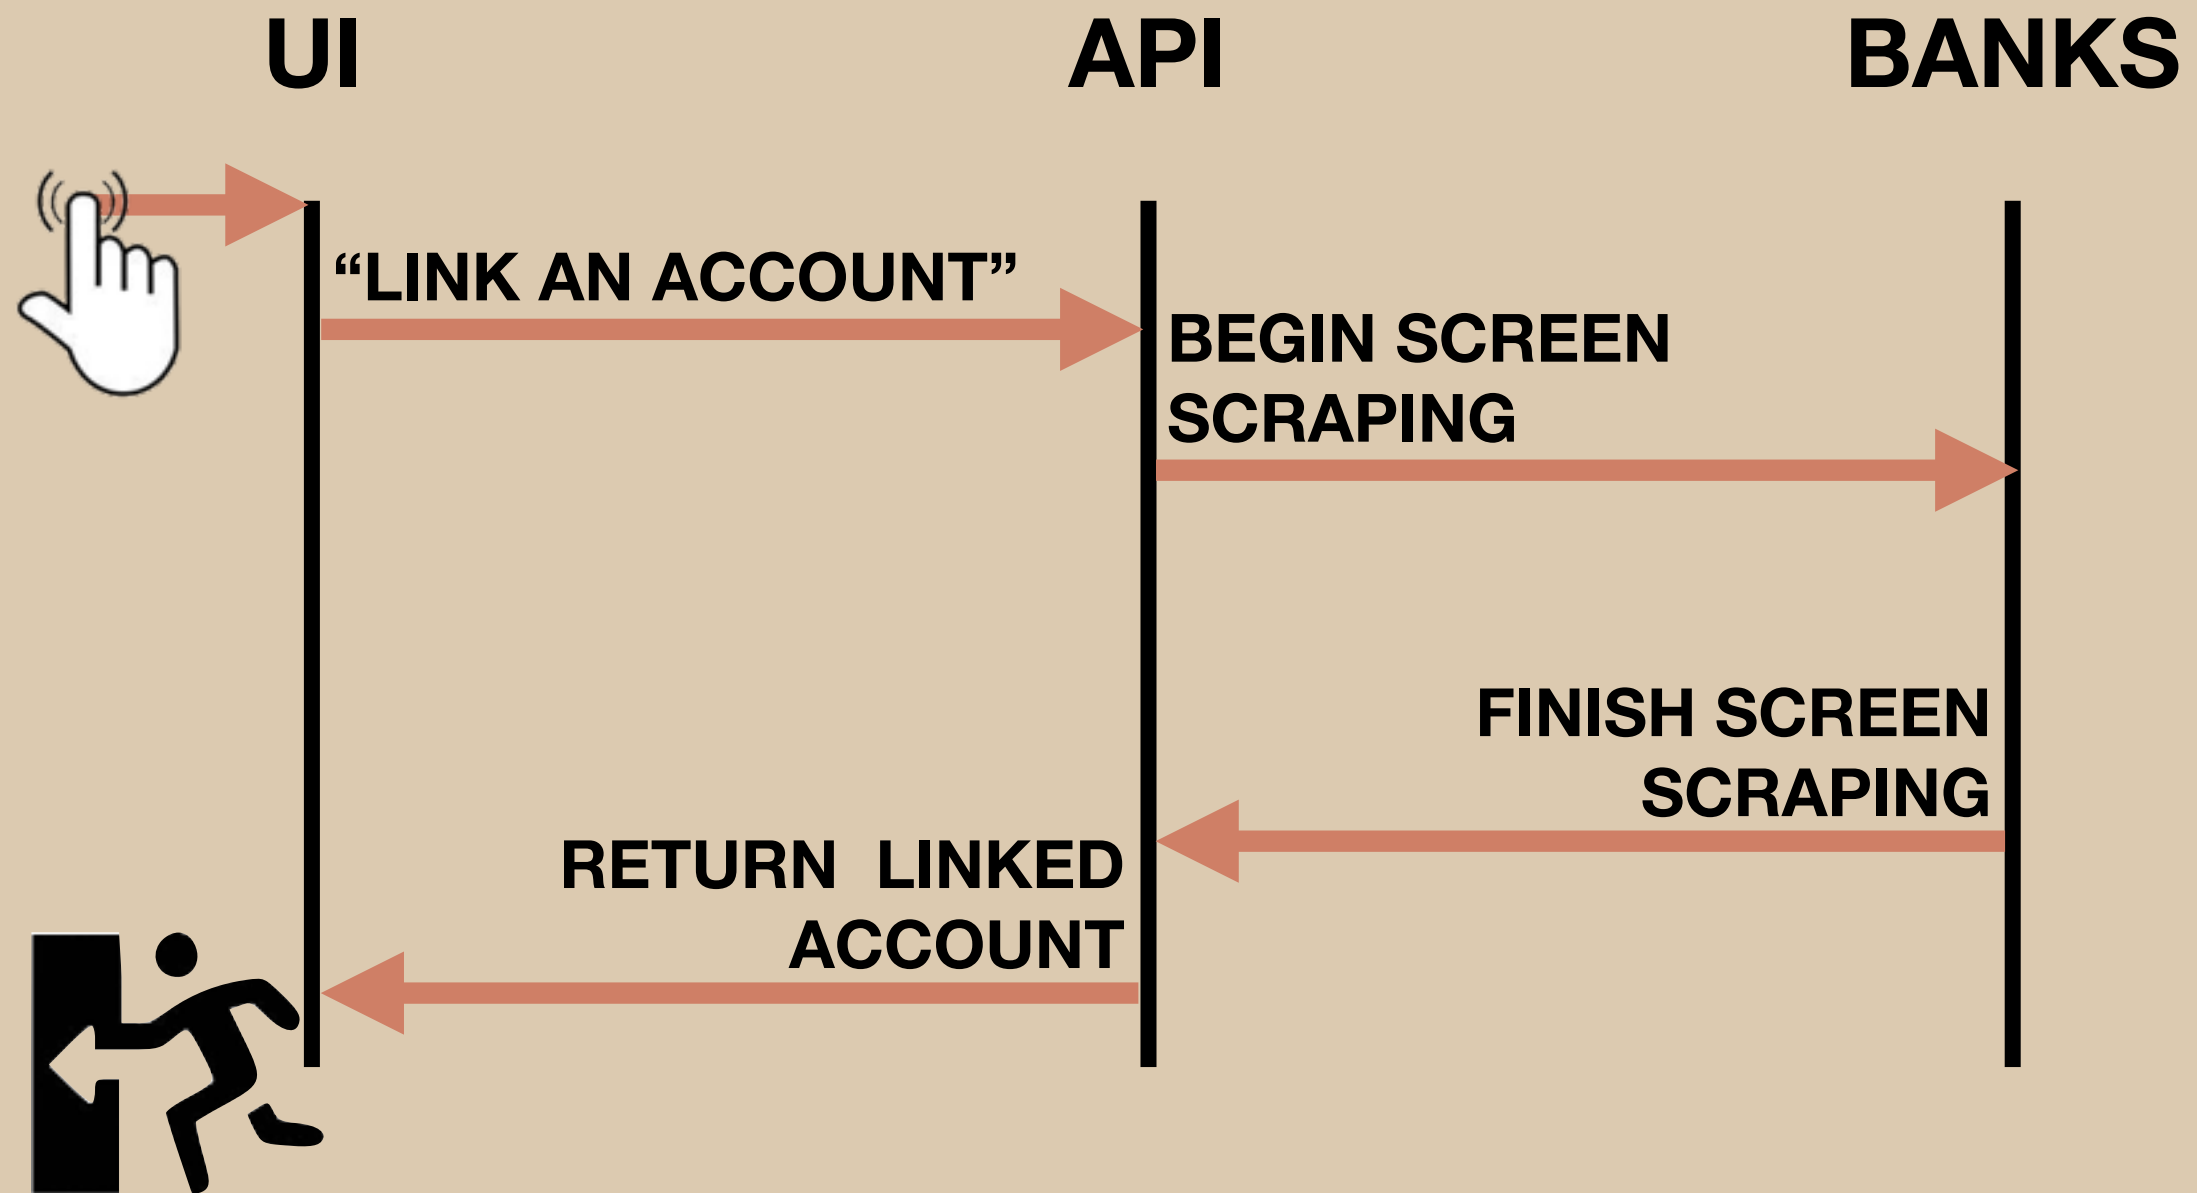 UI
API
BANKS
“LINK AN ACCOUNT”
BEGIN SCREEN
SCRAPING
FINISH SCREEN
SCRAPING
RETURN  LINKED
ACCOUNT